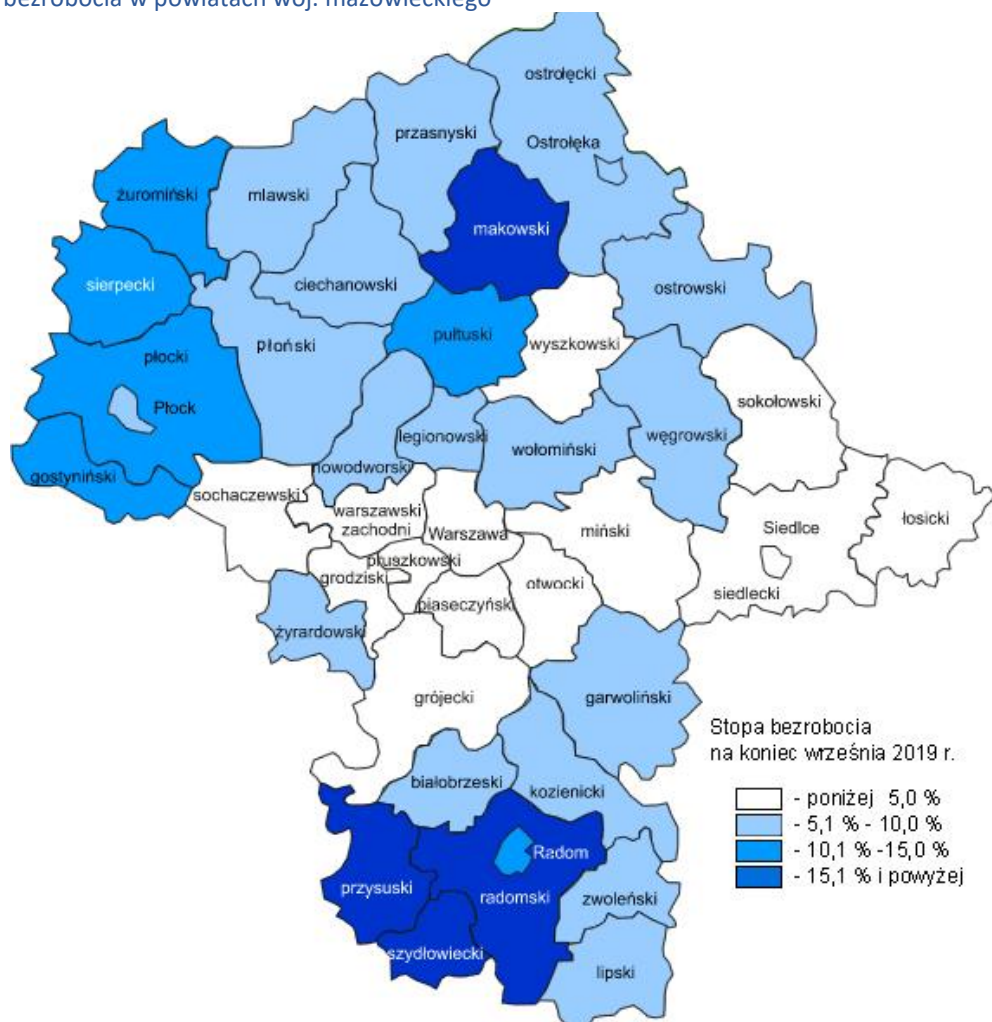 bezrobocia w powiatach woj. mazowieckiego
ostrołęcki
przasnyski
Ostrołęka
żuromiński
mlawski
makowski
sierpecki
ciechanowski
ostrowski
płocki
płoński
pułtuski
wyszkowski
Płock
sokołowski
legionowski
wołomiński
węgrowski
gostyniński
nowodworski
sochaczewski
warszawski
zachodni
Warszawa
miński
Siedlce
łosicki
pruszkowski
grodziski
otwocki
piaseczyński
siedlecki
żyrardowski
grójecki
garwoliński
Stopa bezrobocia
na koniec września 2019 r.
białobrzeski
kozienicki
- poniżej 5,0 %
- 5,1 % - 10,0 %
- 10,1 % -15,0 %
- 15,1 % i powyżej
Radom
przysuski
radomski
zwoleński
szydłowiecki
lipski